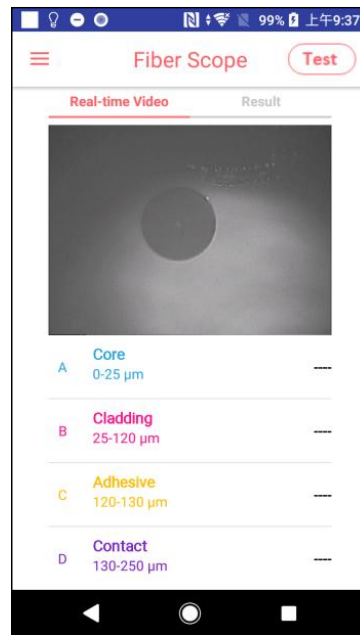 99% 上午9:37
Fiber Scope
Test
Real-time Video
Result
A
Core
0-25 μm
----
B
Cladding
25-120 μm
----
C
Adhesive
120-130 μm
----
D
Contact
130-250 μm
----